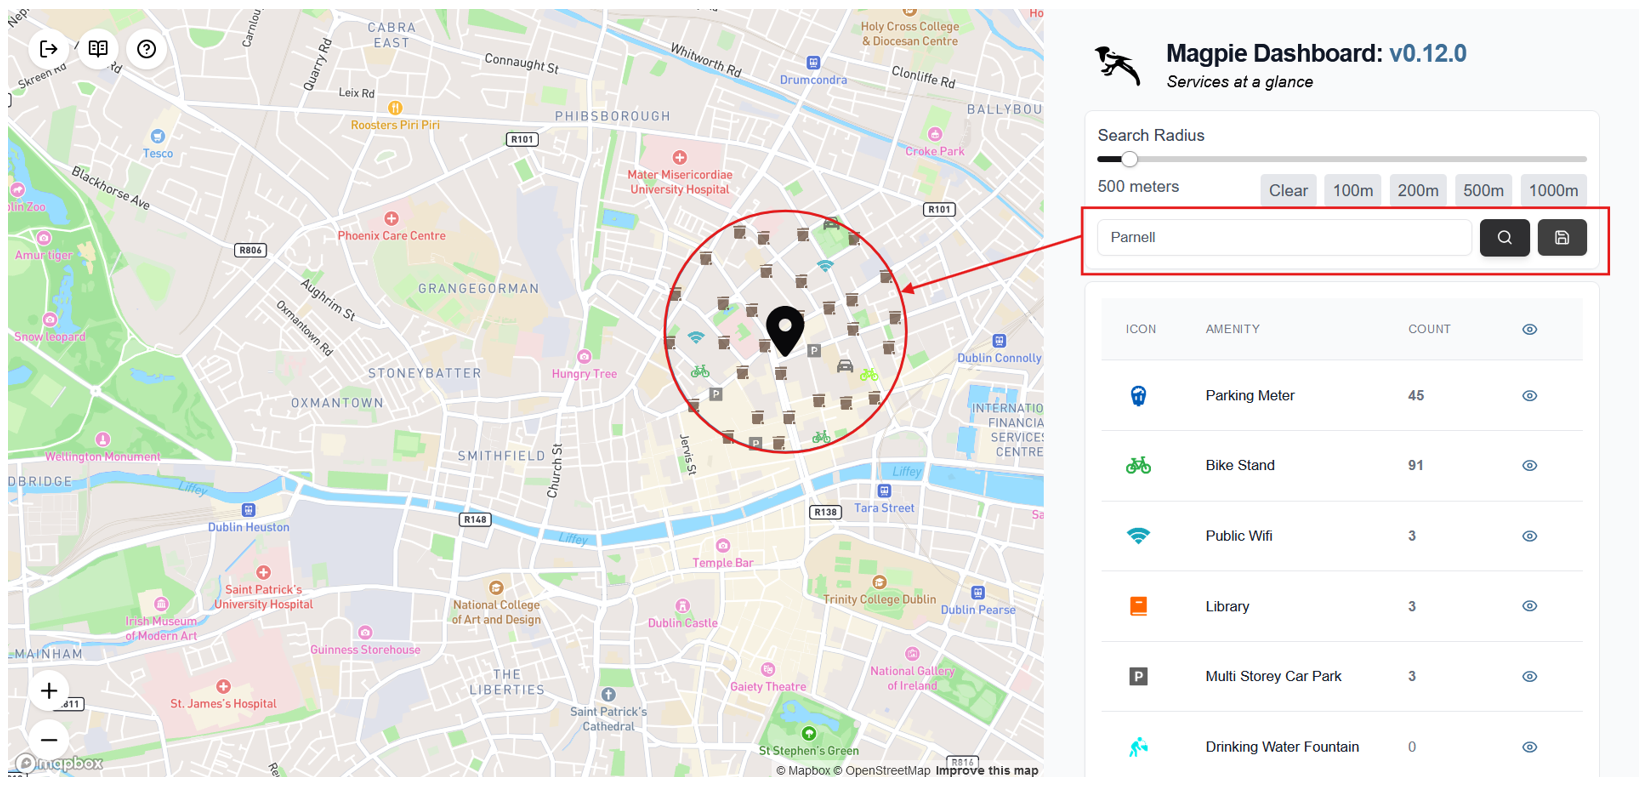 CABRA
EAST
Holy Cross College
& Diocesan Centre
Carnlou
Quarry Rd
Skreen Rd
Rd
Connaught St
Whitworth Rd
Drumcondra
Clonliffe Rd
Leix Rd
Roosters Piri Piri
PHIBSBOROUGH
BALLYBOU
R101
Tesco
Croke Park
Blackhorse Ave
Mater Misericordiae
University Hospital
olin Zoo
R101
Phoenix Care Centre
R806
Amur tiger
GRANGEGORMAN
Aughrim St
Oxmantown Rd
Snow leopard
STONEYBATTER
Hungry Tree
Dublin Connolly
P
P
P
OXMANTOWN
INTERNATIO
FINANCIA
SERVICES
CENTRE
Wellington Monument
SMITHFIELD
Church St
Jervis St
DBRIDGE
Liffey
Liffey
Liffey
Dublin Heuston
R148
R138
Tara Street
Sa
Temple Bar
Saint Patrick's
University Hospital
National College
of Art and Design
Trinity College Dublin
Dublin Pearse
Irish Museum
of Modern Art
Dublin Castle
Guinness Storehouse
MAINHAM
THE
LIBERTIES
National Gallery
of Ireland
Gaiety Theatre
St. James's Hospital
R811
Saint Patrick's
Cathedral
St Stephen's Green
R816
mapbox
© Mapbox © OpenStreetMap Improve this map
Magpie Dashboard: v0.12.0
Services at a glance
Search Radius
500 meters Clear 100m 200m 500m 1000m
Parnell
ICON AMENITY COUNT
Parking Meter 45
Bike Stand 91
Public Wifi 3
Library 3
P Multi Storey Car Park 3
Drinking Water Fountain 0